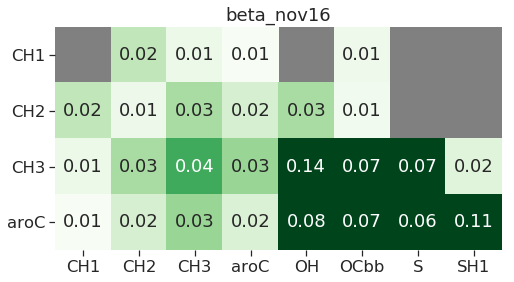 beta_nov16
CH1 0.02 0.01 0.01 0.01
CH2 0.02 0.01 0.03 0.02 0.03 0.01
CH3 0.01 0.03 0.04 0.03 0.14 0.07 0.07 0.02
aroC 0.01 0.02 0.03 0.02 0.08 0.07 0.06 0.11
CH1 CH2 CH3 aroC OH OCbb S SH1